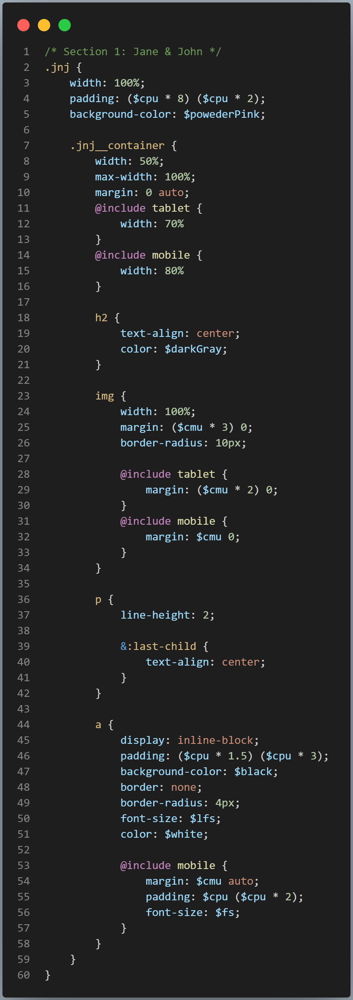 1 /* Section 1: Jane & John */
2 .jnj {
3     width: 100%;
4     padding: ($cpu * 8) ($cpu * 2);
5     background-color: $powederPink;
6
7     .jnj__container {
8         width: 50%;
9         max-width: 100%;
10         margin: 0 auto;
11         @include tablet {
12             width: 70%
13         }
14         @include mobile {
15             width: 80%
16         }
17
18         h2 {
19             text-align: center;
20             color: $darkGray;
21         }
22
23         img {
24             width: 100%;
25             margin: ($cmu * 3) 0;
26             border-radius: 10px;
27
28             @include tablet {
29                 margin: ($cmu * 2) 0;
30             }
31             @include mobile {
32                 margin: $cmu 0;
33             }
34         }
35
36         p {
37             line-height: 2;
38
39             &:last-child {
40                 text-align: center;
41             }
42         }
43
44         a {
45             display: inline-block;
46             padding: ($cpu * 1.5) ($cpu * 3);
47             background-color: $black;
48             border: none;
49             border-radius: 4px;
50             font-size: $lfs;
51             color: $white;
52
53             @include mobile {
54                 margin: $cmu auto;
55                 padding: $cpu ($cpu * 2);
56                 font-size: $fs;
57             }
58         }
59     }
60 }